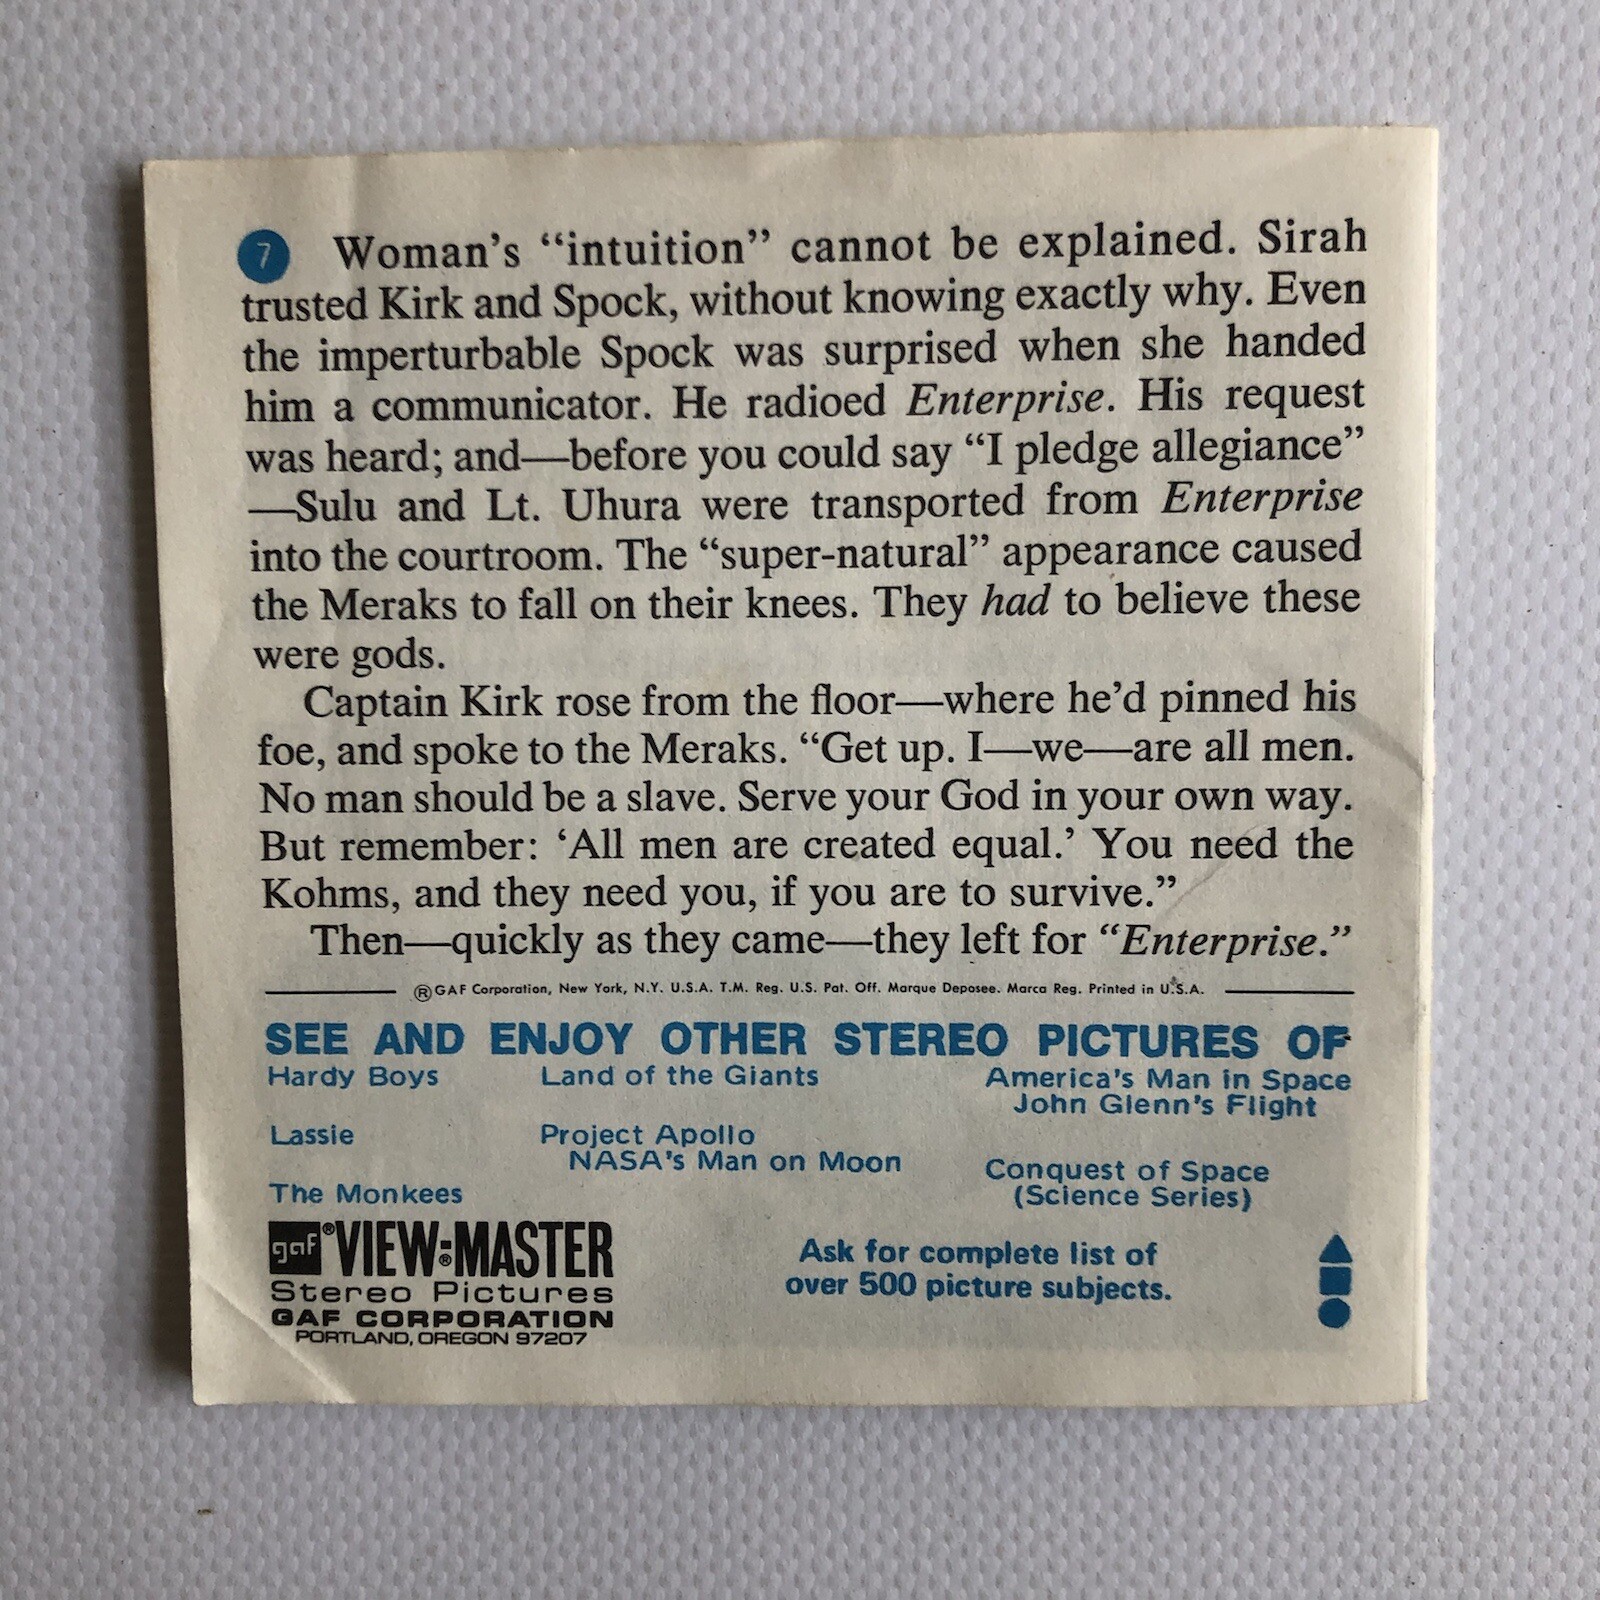 7 Woman's “intuition” cannot be explained. Sirah
trusted Kirk and Spock, without knowing exactly why. Even
the imperturbable Spock was surprised when she handed
him a communicator. He radioed Enterprise. His request
was heard; and—before you could say “I pledge allegiance”
—Sulu and Lt. Uhura were transported from Enterprise
into the courtroom. The “super-natural” appearance caused
the Meraks to fall on their knees. They had to believe these
were gods.
Captain Kirk rose from the floor—where he'd pinned his
foe, and spoke to the Meraks. “Get up. I—we—are all men.
No man should be a slave. Serve your God in your own way.
But remember: ‘All men are created equal.’ You need the
Kohms, and they need you, if you are to survive.”
Then—quickly as they came—they left for “Enterprise.”
®GAF Corporation, New York, N.Y. U.S.A. T.M. Reg. U.S. Pat. Off. Marque Deposee. Marca Reg. Printed in U.S.A.
SEE AND ENJOY OTHER STEREO PICTURES OF
Hardy Boys
Lassie
The Monkees
Land of the Giants
Project Apollo
NASA's Man on Moon
America's Man in Space
John Glenn's Flight
Conquest of Space
(Science Series)
gaf® VIEW-MASTER®
Stereo Pictures
GAF CORPORATION
PORTLAND, OREGON 97207
Ask for complete list of
over 500 picture subjects.